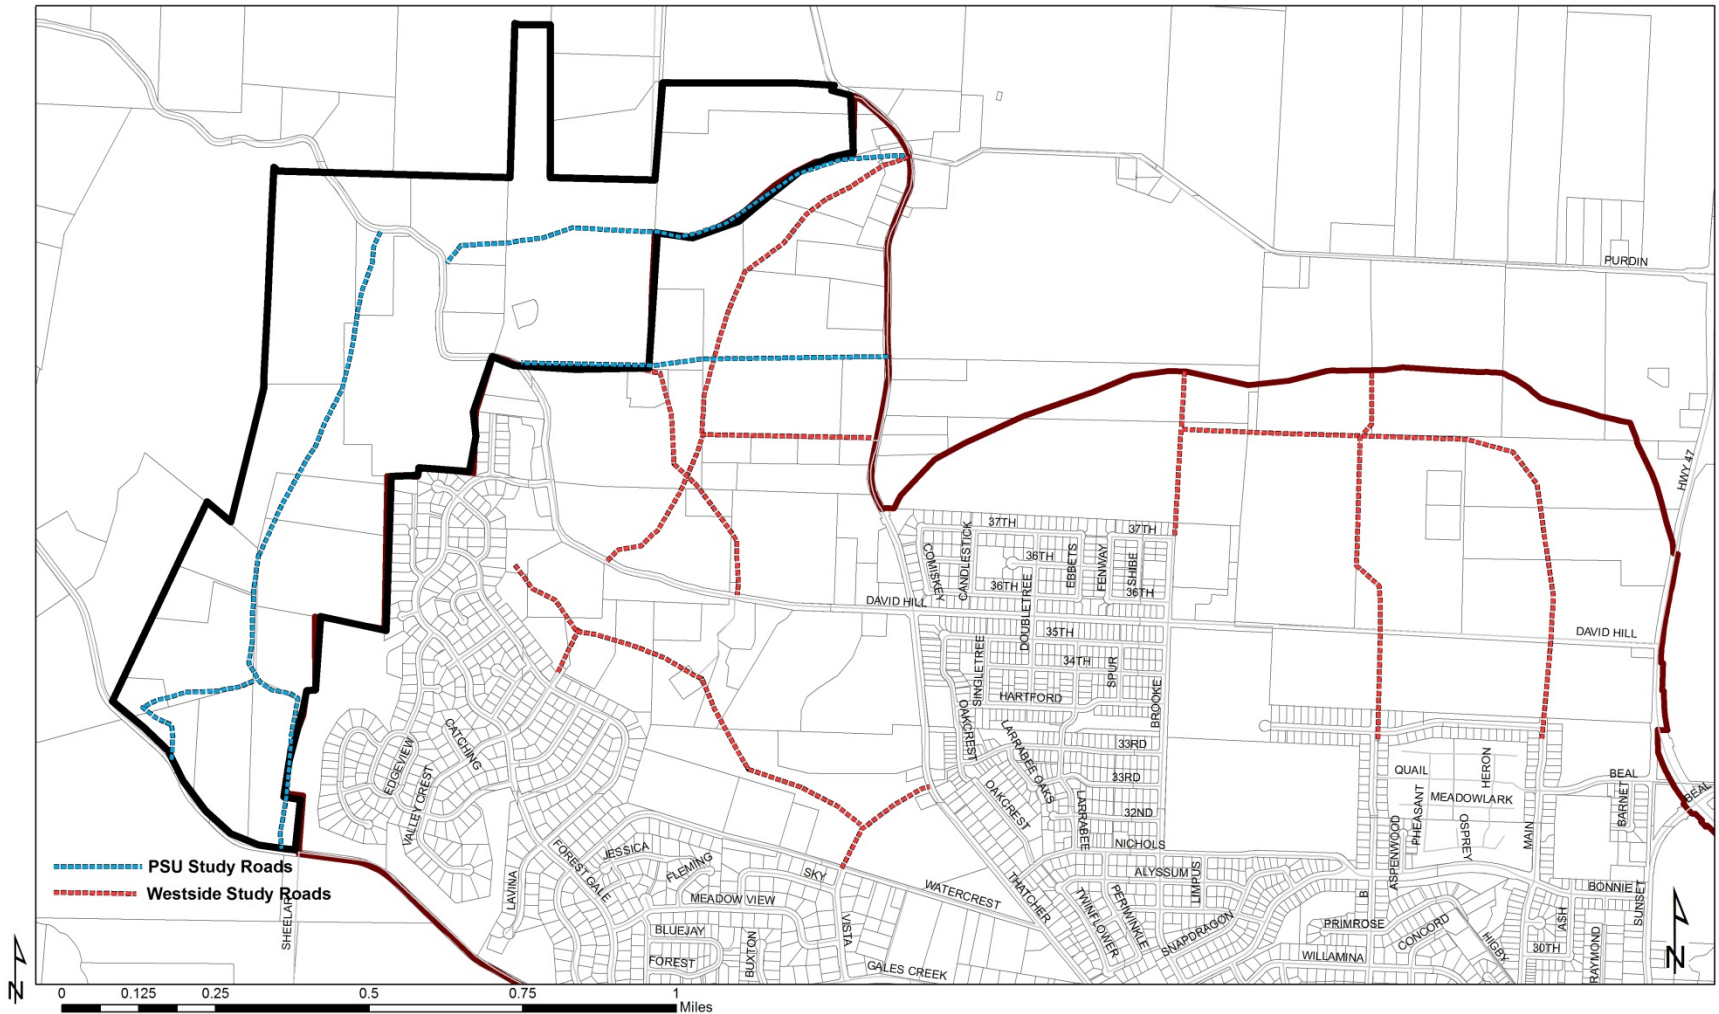 PURDIN
HWY 47
37TH
37TH
CANDLESTICK
COMISKEY
36TH
EBBETS
FENWAY
SHIBE
36TH
36TH
DOUBLETREE
DAVID HILL
DAVID HILL
35TH
SINGLETREE
34TH
SPUR
HARTFORD
BROOKE
OAKCREST
LARRABEE OAKS
33RD
33RD
CATCHING
EDGEVIEW
VALLEY CREST
OAKCREST
LARRABEE
32ND
NICHOLS
QUAIL
HERON
MEADOWLARK
PHEASANT
OSPREY
MAIN
BEAL
BARNET
BEAL
PSU Study Roads
Westside Study Roads
SHEELAR
LAVINA
FOREST GALE
JESSICA
FLEMING
SKY
MEADOW VIEW
WATERCREST
THATCHER
ALYSSUM
LIMPUS
ASPENWOOD
B
BONNIE
SUNSET
TWINFLOWER
PERIWINKLE
SNAPDRAGON
PRIMROSE
CONCORD
HIGBY
ASH
30TH
RAYMOND
VISTA
BLUEJAY
FOREST
BUXTON
GALES CREEK
WILLAMINA
N
N
0 0.125 0.25 0.5 0.75 1
Miles